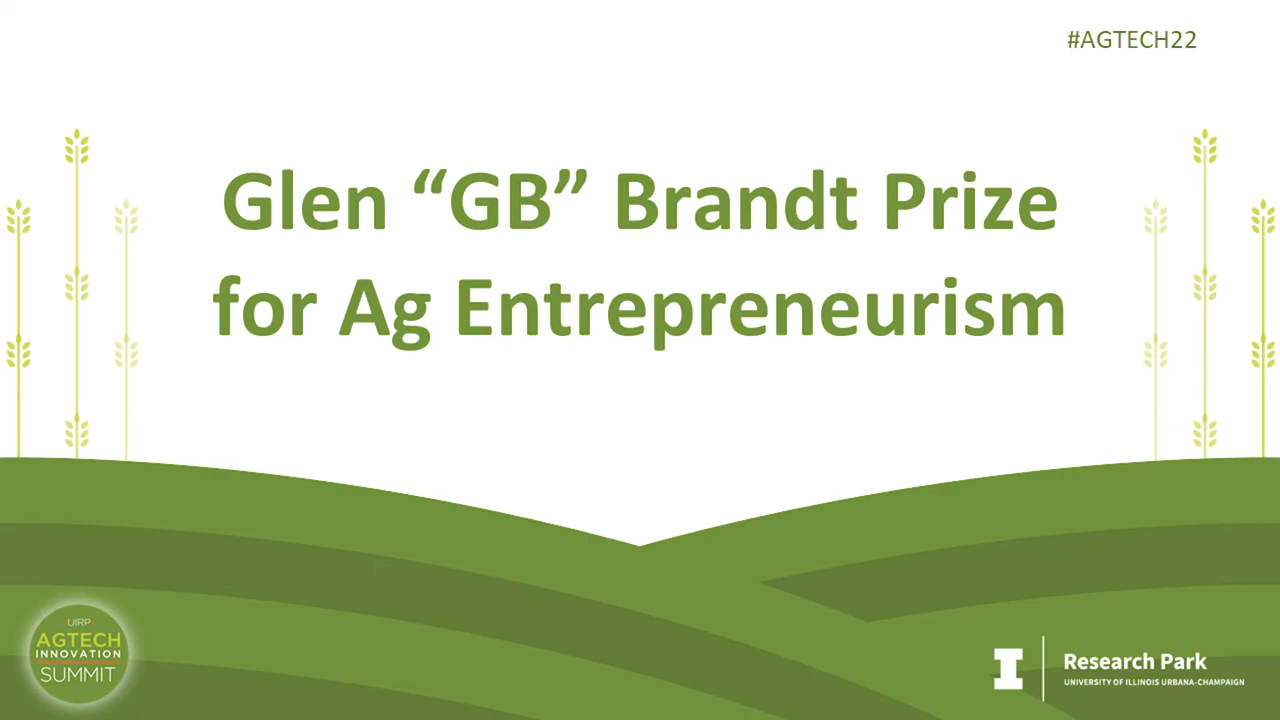 #AGTECH22
Glen “GB” Brandt Prize
for Ag Entrepreneurism
UIRP
AGTECH
INNOVATION
SUMMIT
I
Research Park
UNIVERSITY OF ILLINOIS URBANA-CHAMPAIGN